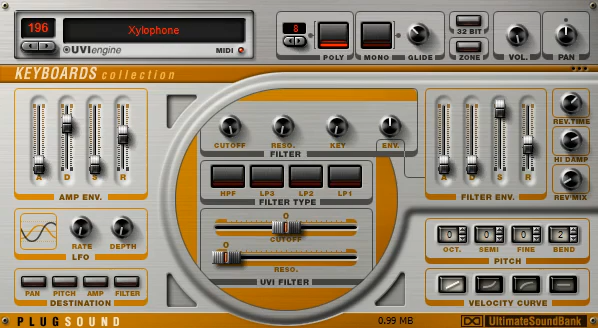 196
Xylophone
UVIengine
MIDI
8
POLY
MONO
GLIDE
32 BIT
ZONE
VOL.
PAN
KEYBOARDS collection
A D S R
AMP ENV.
CUTOFF
RESO.
KEY
ENV.
FILTER
HPF
LP3
LP2
LP1
FILTER TYPE
0
CUTOFF
0
RESO.
UVI FILTER
A D S R
FILTER ENV.
REV.TIME
HI DAMP
REV'MIX
RATE
DEPTH
LFO
PAN
PITCH
AMP
FILTER
DESTINATION
0
0
0
2
OCT.
SEMI
FINE
BEND
PITCH
VELOCITY CURVE
PLUGSOUND
0.99 MB
UltimateSoundBank